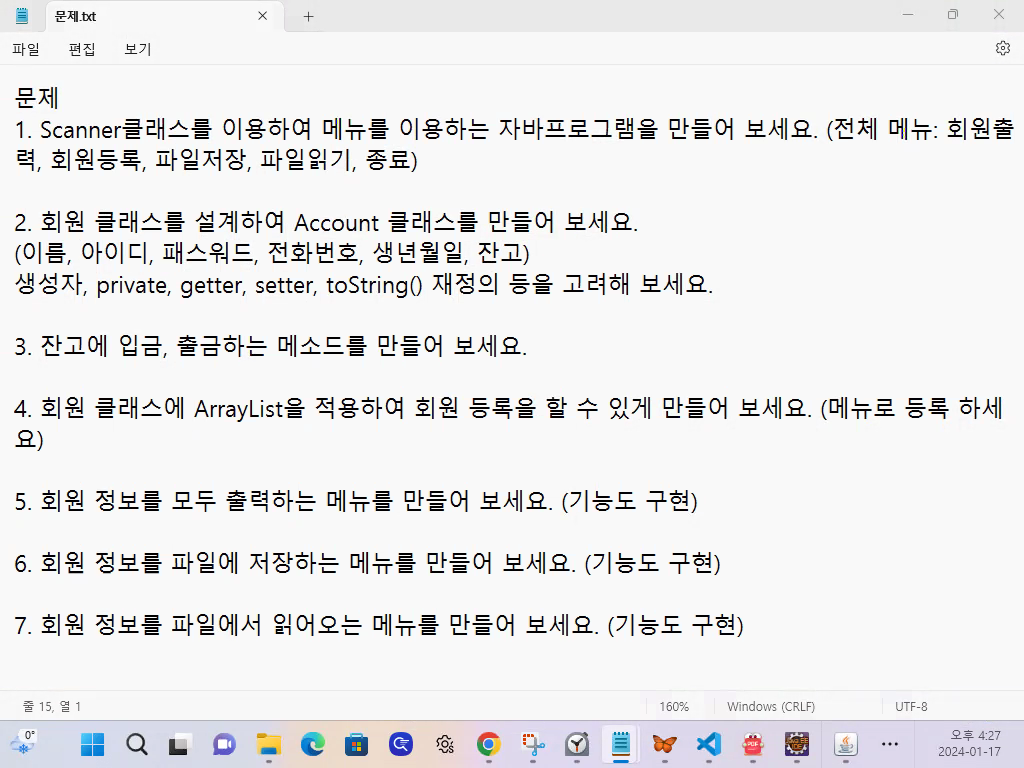 문제.txt
파일 편집 보기
문제
1. Scanner클래스를 이용하여 메뉴를 이용하는 자바프로그램을 만들어 보세요. (전체 메뉴: 회원출
력, 회원등록, 파일저장, 파일읽기, 종료)
2. 회원 클래스를 설계하여 Account 클래스를 만들어 보세요.
(이름, 아이디, 패스워드, 전화번호, 생년월일, 잔고)
생성자, private, getter, setter, toString() 재정의 등을 고려해 보세요.
3. 잔고에 입금, 출금하는 메소드를 만들어 보세요.
4. 회원 클래스에 ArrayList을 적용하여 회원 등록을 할 수 있게 만들어 보세요. (메뉴로 등록 하세
요)
5. 회원 정보를 모두 출력하는 메뉴를 만들어 보세요. (기능도 구현)
6. 회원 정보를 파일에 저장하는 메뉴를 만들어 보세요. (기능도 구현)
7. 회원 정보를 파일에서 읽어오는 메뉴를 만들어 보세요. (기능도 구현)
줄 15, 열 1 160% Windows (CRLF) UTF-8
0°
오후 4:27
2024-01-17